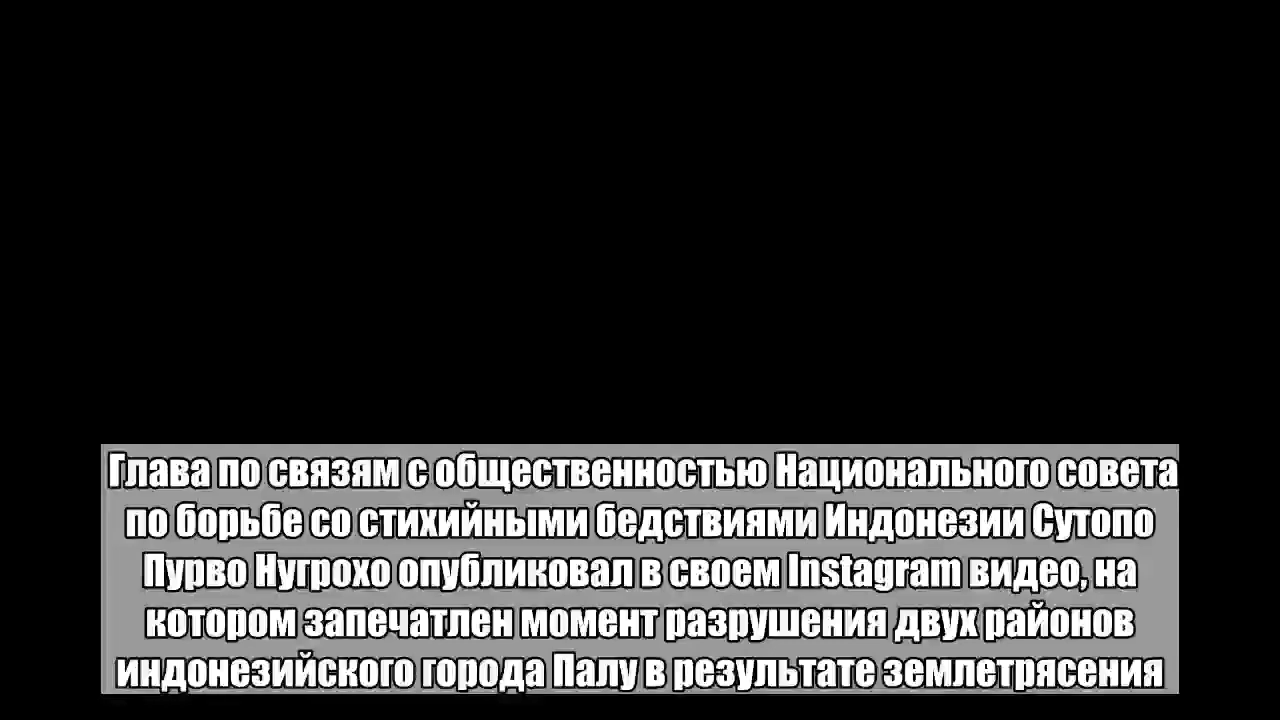 Глава по связям с общественностью Национального совета
по борьбе со стихийными бедствиями Индонезии Сутопо
Пурво Нугрохо опубликовал в своем Instagram видео, на
котором запечатлен момент разрушения двух районов
индонезийского города Палу в результате землетрясения